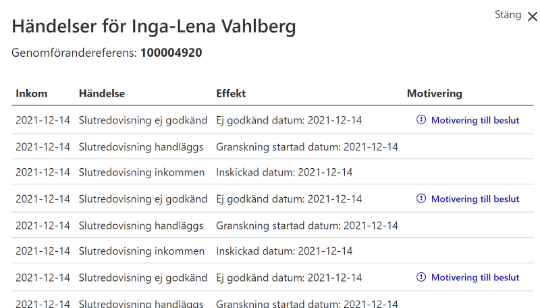 Stäng
Händelser för Inga-Lena Vahlberg
Genomförandereferens: 100004920
Inkom Händelse Effekt Motivering
2021-12-14 Slutredovisning ej godkänd Ej godkänd datum: 2021-12-14 Motivering till beslut
2021-12-14 Slutredovisning handläggs Granskning startad datum: 2021-12-14
2021-12-14 Slutredovisning inkommen Inskickad datum: 2021-12-14
2021-12-14 Slutredovisning ej godkänd Ej godkänd datum: 2021-12-14 Motivering till beslut
2021-12-14 Slutredovisning handläggs Granskning startad datum: 2021-12-14
2021-12-14 Slutredovisning inkommen Inskickad datum: 2021-12-14
2021-12-14 Slutredovisning ej godkänd Ej godkänd datum: 2021-12-14 Motivering till beslut
2021-12-14 Slutredovisning handläggs Granskning startad datum: 2021-12-14